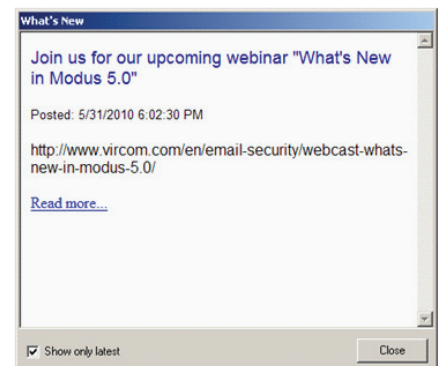 What's New
Join us for our upcoming webinar "What's New
in Modus 5.0"
Posted: 5/31/2010 6:02:30 PM
http://www.vircom.com/en/email-security/webcast-whats-
new-in-modus-5.0/
Read more...
Show only latest
Close